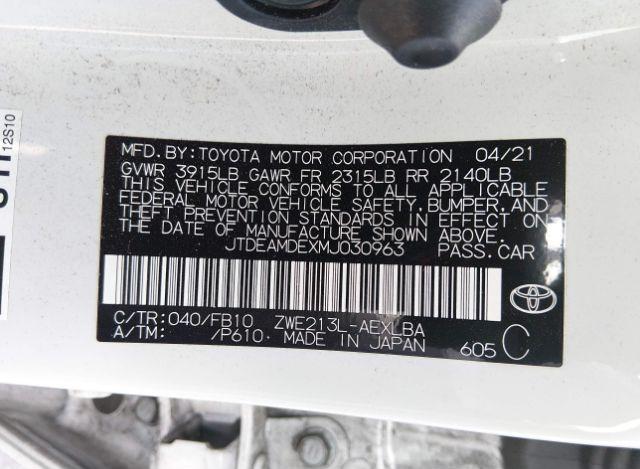 12S10
MFD. BY: TOYOTA MOTOR CORPORATION 04/21
GVWR 3915LB GAWR FR 2315LB RR 2140LB
THIS VEHICLE CONFORMS TO ALL APPLICABLE
FEDERAL MOTOR VEHICLE SAFETY, BUMPER, AND
THEFT PREVENTION STANDARDS IN EFFECT ON
THE DATE OF MANUFACTURE SHOWN ABOVE.
JTDEAMDEXMJ030963 PASS. CAR
C/TR: 040/FB10 ZWE213L-AEXLBA
A/TM: /P610 MADE IN JAPAN 605 C